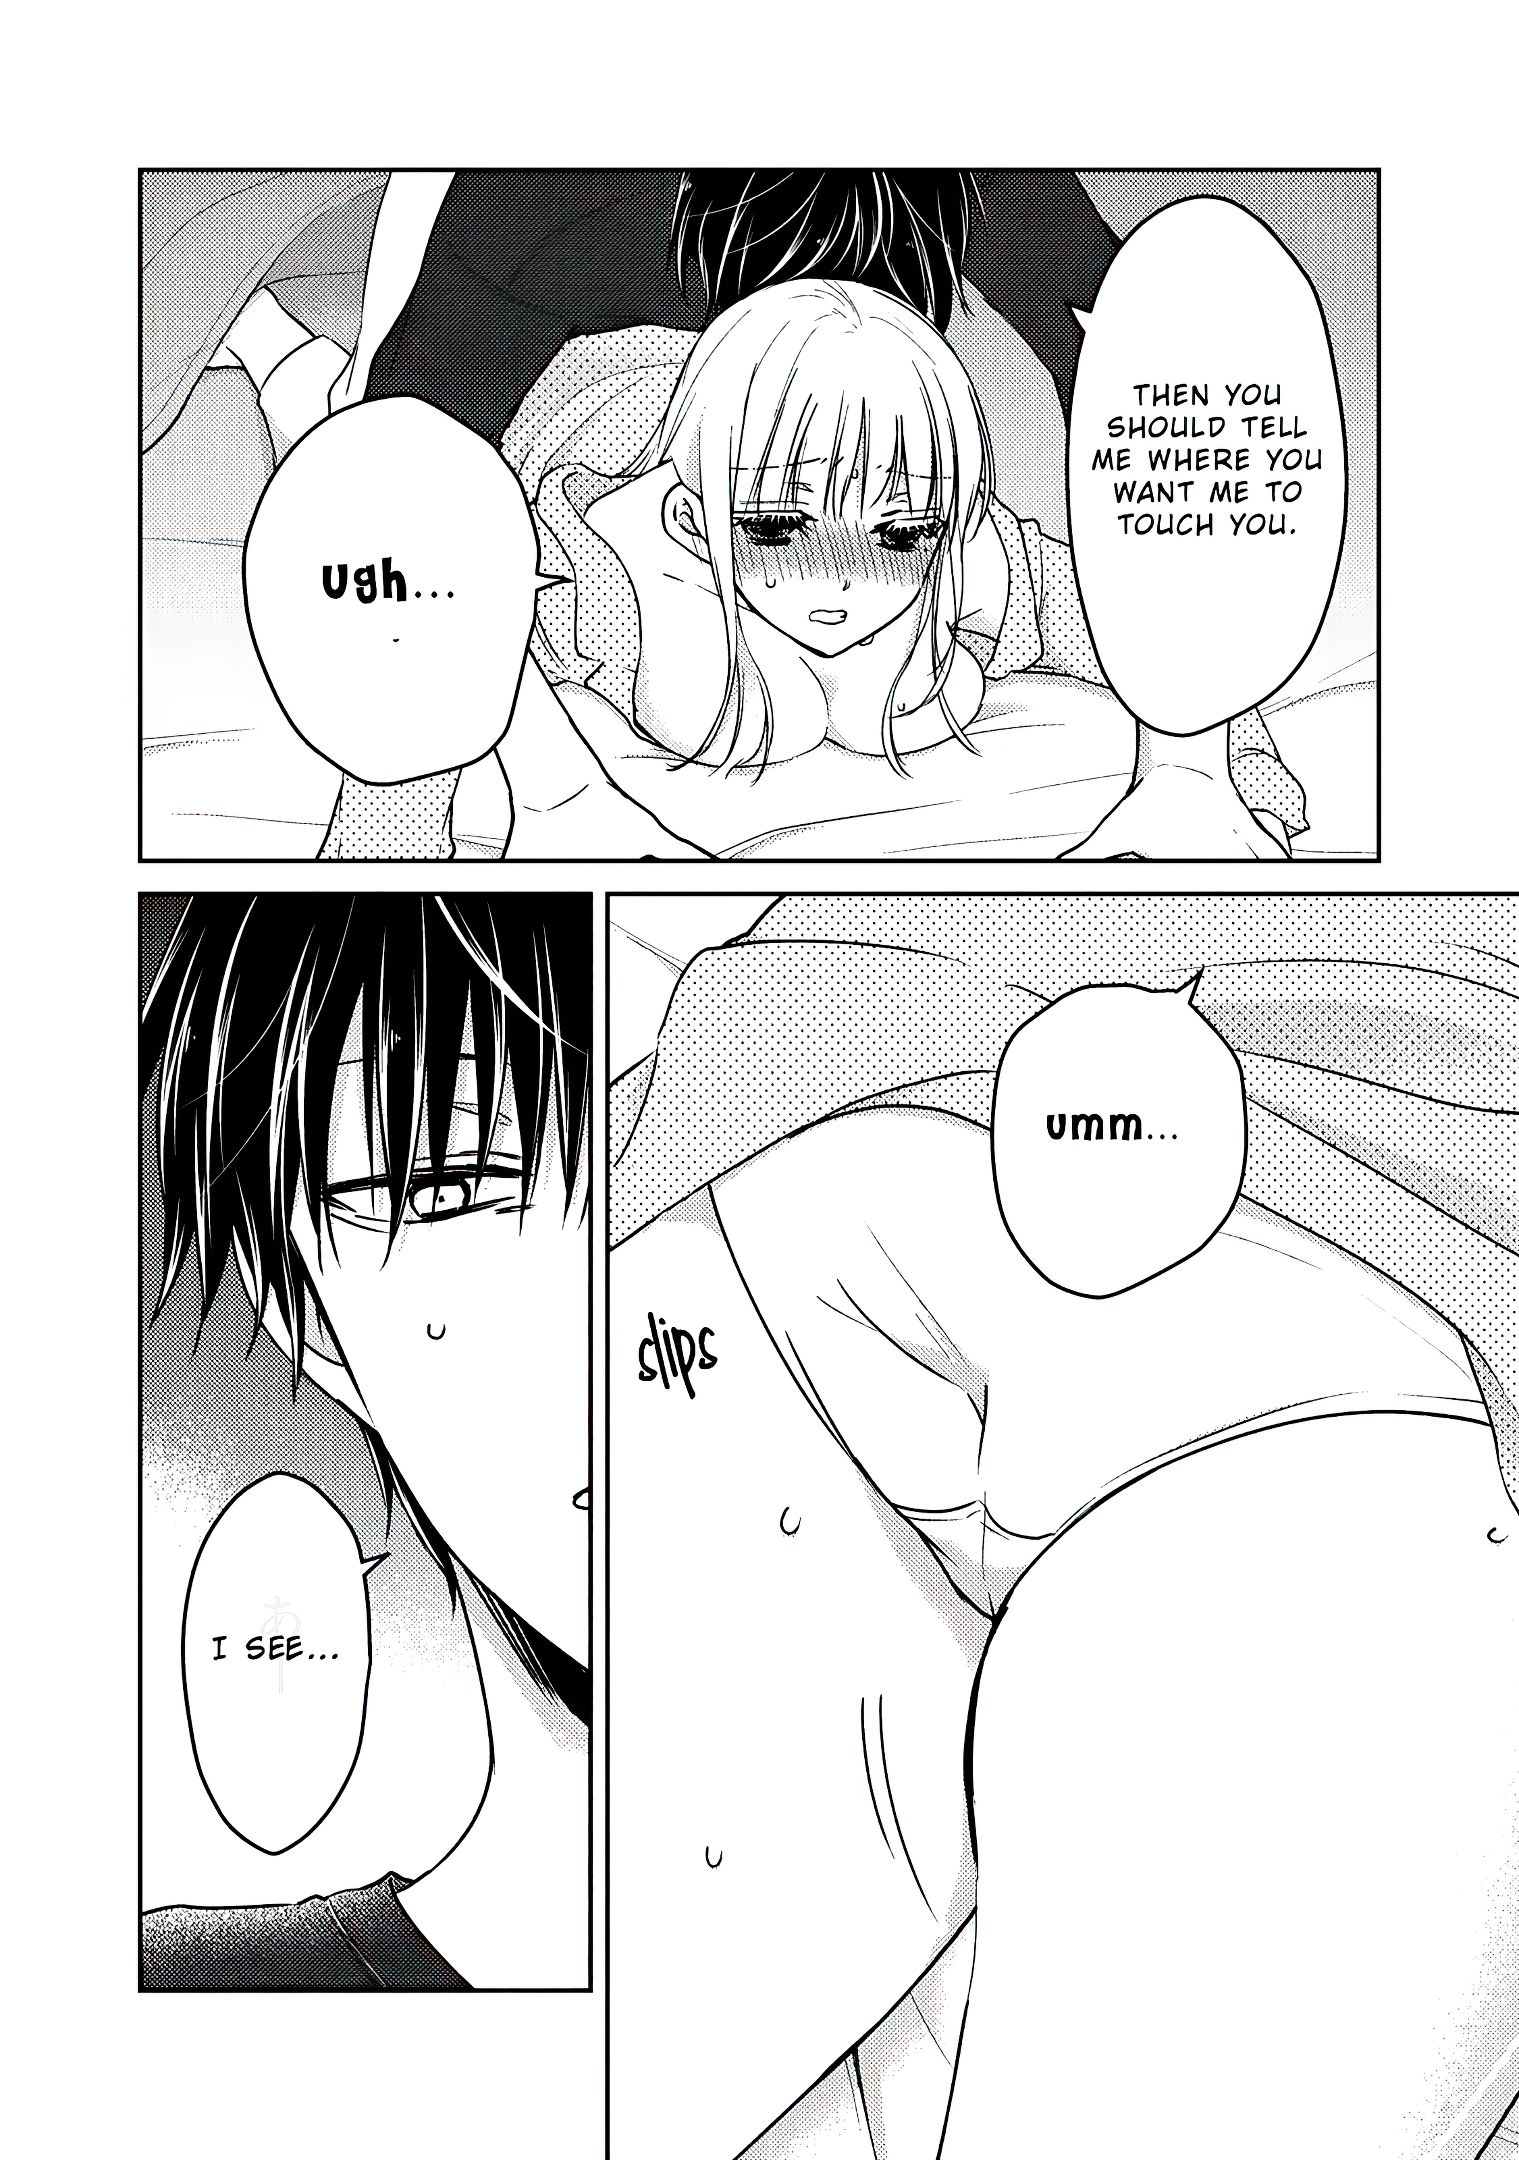 THEN YOU
SHOULD TELL
ME WHERE YOU
WANT ME TO
TOUCH YOU.
ugh...
umm...
slips
I SEE...